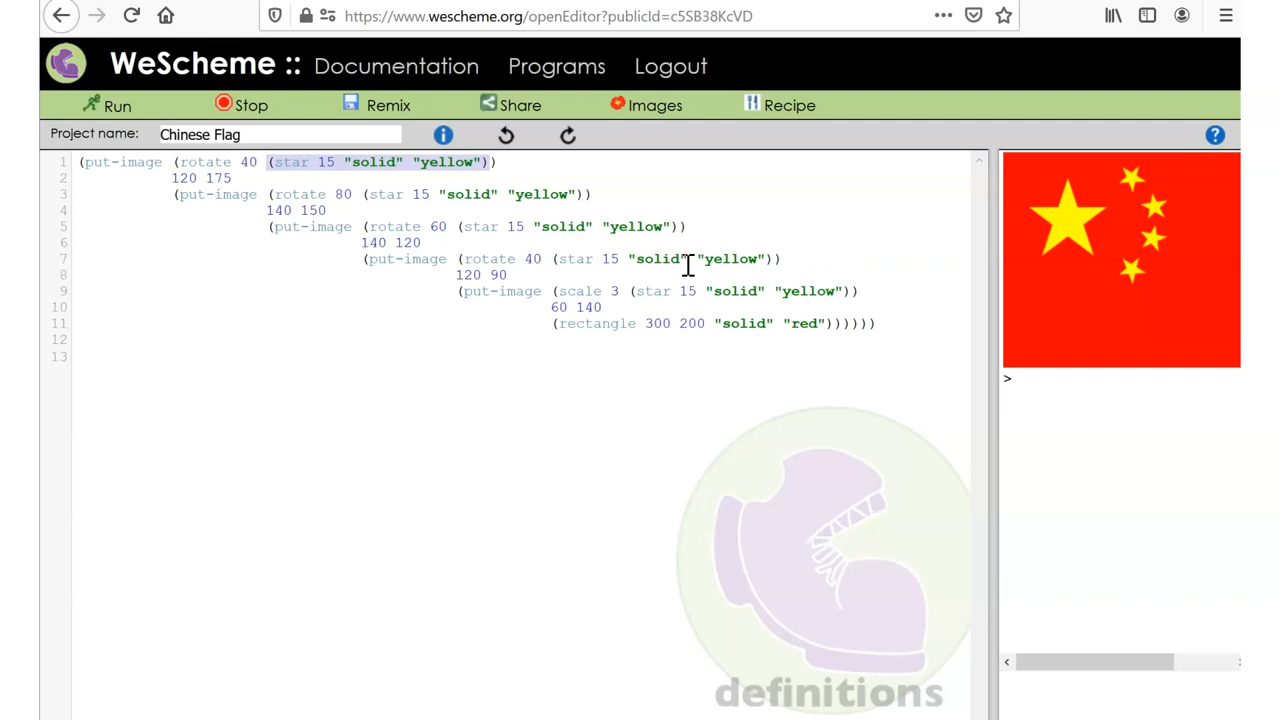 https://www.wescheme.org/openEditor?publicId=c5SB38KcVD
WeScheme :: Documentation Programs Logout
Run Stop Remix Share Images Recipe
Project name: Chinese Flag
1 (put-image (rotate 40 (star 15 "solid" "yellow"))
2 120 175
3 (put-image (rotate 80 (star 15 "solid" "yellow"))
4 140 150
5 (put-image (rotate 60 (star 15 "solid" "yellow"))
6 140 120
7 (put-image (rotate 40 (star 15 "solid" "yellow"))
8 120 90
9 (put-image (scale 3 (star 15 "solid" "yellow"))
10 60 140
11 (rectangle 300 200 "solid" "red"))))))
12
13
>
definitions